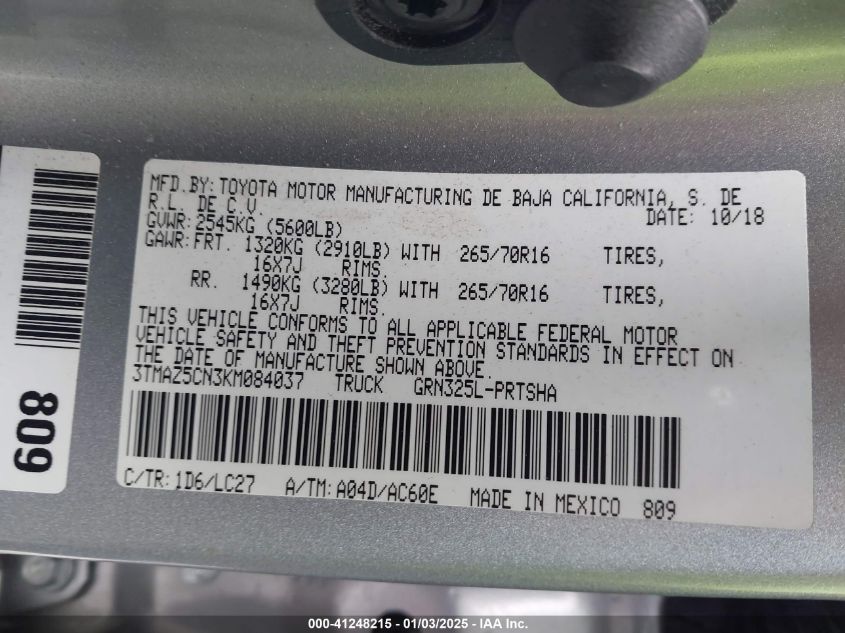 MFD.BY:TOYOTA MOTOR MANUFACTURING DE BAJA CALIFORNIA, S. DE
R.L. DE C.V. DATE: 10/18
GVWR:2545KG (5600LB)
GAWR:FRT. 1320KG (2910LB) WITH 265/70R16 TIRES,
16X7J RIMS.
RR. 1490KG (3280LB) WITH 265/70R16 TIRES,
16X7J RIMS.
THIS VEHICLE CONFORMS TO ALL APPLICABLE FEDERAL MOTOR
VEHICLE SAFETY AND THEFT PREVENTION STANDARDS IN EFFECT ON
THE DATE OF MANUFACTURE SHOWN ABOVE.
3TMAZ5CN3KM084037 TRUCK GRN325L-PRTSHA
C/TR:1D6/LC27 A/TM:A04D/AC60E MADE IN MEXICO 809
809
000-41248215 - 01/03/2025 - IAA Inc.